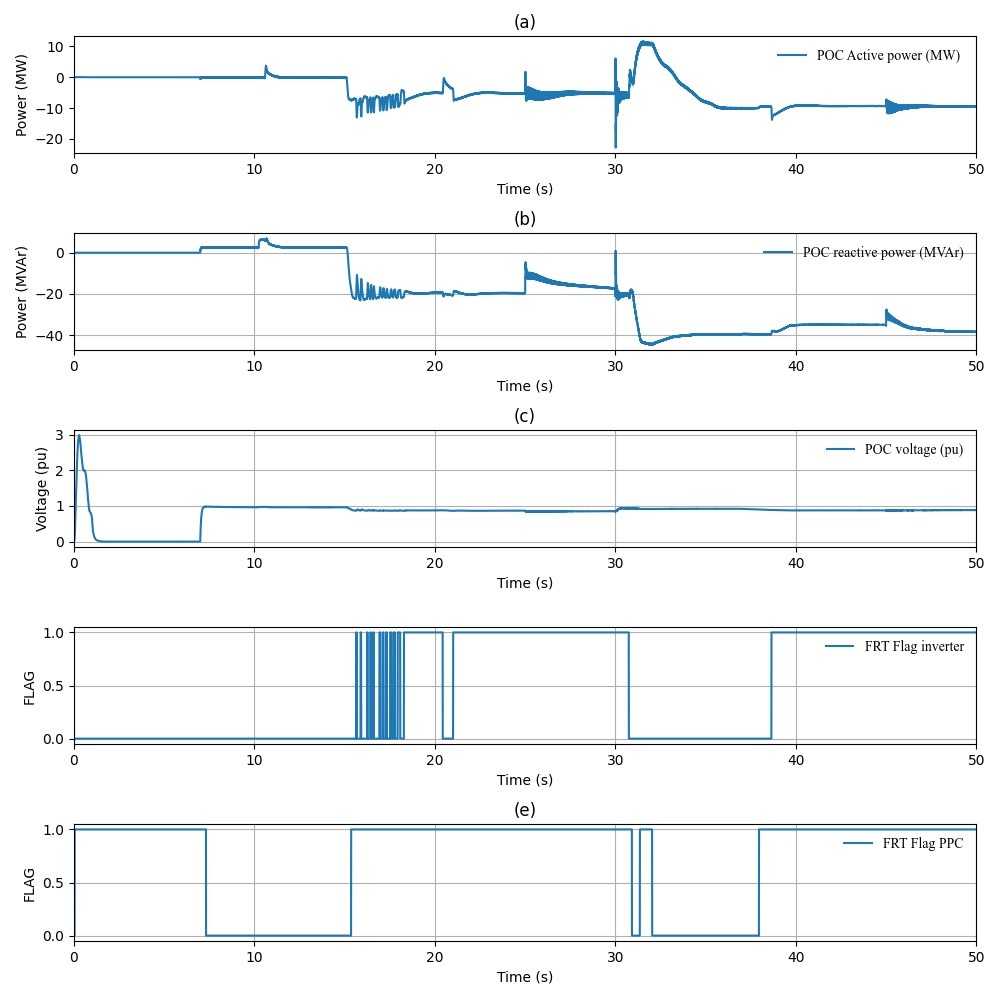 (a)
Power (MW)
10
0
−10
−20
POC Active power (MW)
0 10 20 30 40 50
Time (s)
(b)
Power (MVAr)
0
−20
−40
POC reactive power (MVAr)
0 10 20 30 40 50
Time (s)
(c)
Voltage (pu)
3
2
1
0
POC voltage (pu)
0 10 20 30 40 50
Time (s)
FLAG
1.0
0.5
0.0
FRT Flag inverter
0 10 20 30 40 50
Time (s)
(e)
FLAG
1.0
0.5
0.0
FRT Flag PPC
0 10 20 30 40 50
Time (s)